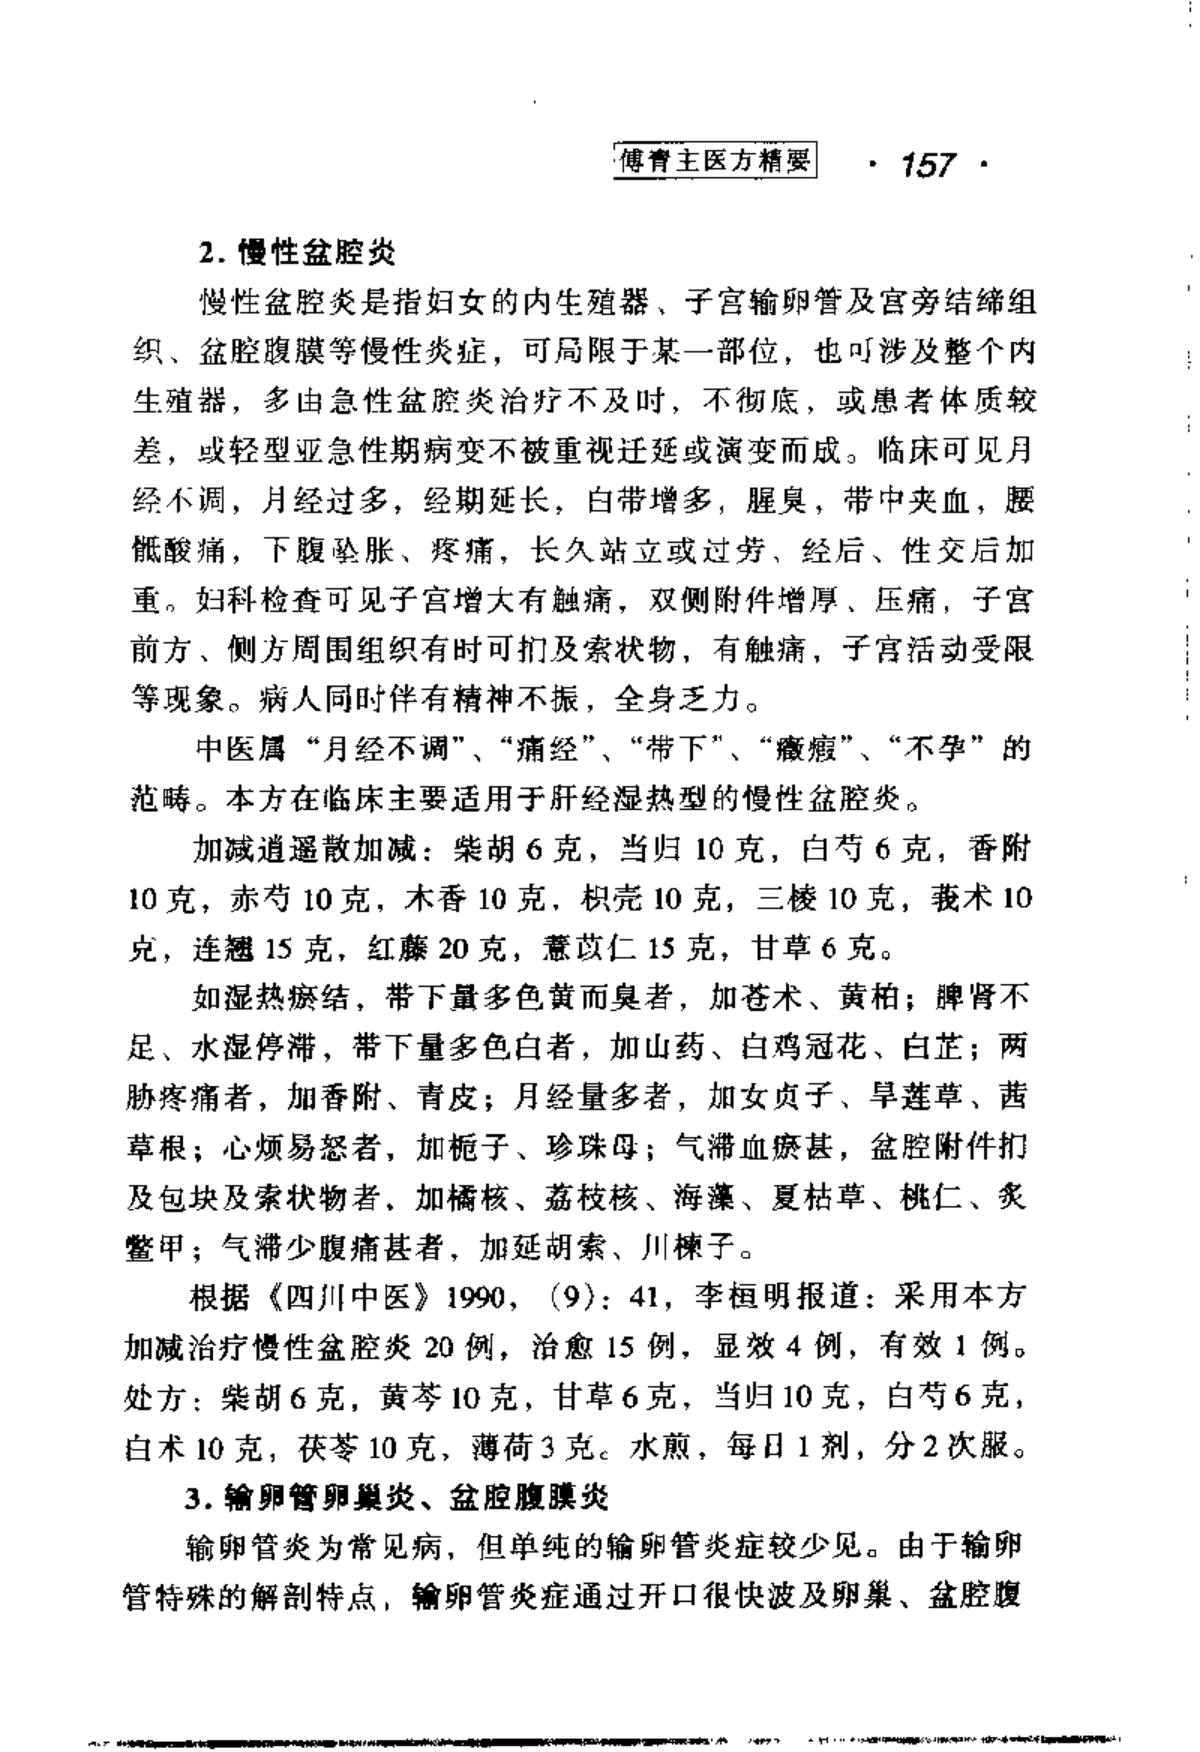 傅青主医方精要 · 157 ·
2. 慢性盆腔炎
慢性盆腔炎是指妇女的内生殖器、子宫输卵管及宫旁结缔组
织、盆腔腹膜等慢性炎症，可局限于某一部位，也可涉及整个内
生殖器，多由急性盆腔炎治疗不及时，不彻底，或患者体质较
差，或轻型亚急性期病变不被重视迁延或演变而成。临床可见月
经不调，月经过多，经期延长，白带增多，腥臭，带中夹血，腰
骶酸痛，下腹坠胀、疼痛，长久站立或过劳、经后、性交后加
重。妇科检查可见子宫增大有触痛，双侧附件增厚、压痛，子宫
前方、侧方周围组织有时可扪及索状物，有触痛，子宫活动受限
等现象。病人同时伴有精神不振，全身乏力。
中医属“月经不调”、“痛经”、“带下”、“癥瘕”、“不孕”的
范畴。本方在临床主要适用于肝经湿热型的慢性盆腔炎。
加减逍遥散加减：柴胡 6 克，当归 10 克，白芍 6 克，香附
10 克，赤芍 10 克，木香 10 克，枳壳 10 克，三棱 10 克，莪术 10
克，连翘 15 克，红藤 20 克，薏苡仁 15 克，甘草 6 克。
如湿热瘀结，带下量多色黄而臭者，加苍术、黄柏；脾肾不
足、水湿停滞，带下量多色白者，加山药、白鸡冠花、白芷；两
胁疼痛者，加香附、青皮；月经量多者，加女贞子、旱莲草、茜
草根；心烦易怒者，加栀子、珍珠母；气滞血瘀甚，盆腔附件扪
及包块及索状物者，加橘核、荔枝核、海藻、夏枯草、桃仁、炙
鳖甲；气滞少腹痛甚者，加延胡索、川楝子。
根据《四川中医》1990，（9）：41，李桓明报道：采用本方
加减治疗慢性盆腔炎 20 例，治愈 15 例，显效 4 例，有效 1 例。
处方：柴胡 6 克，黄芩 10 克，甘草 6 克，当归 10 克，白芍 6 克，
白术 10 克，茯苓 10 克，薄荷 3 克。水煎，每日 1 剂，分 2 次服。
3. 输卵管卵巢炎、盆腔腹膜炎
输卵管炎为常见病，但单纯的输卵管炎症较少见。由于输卵
管特殊的解剖特点，输卵管炎症通过开口很快波及卵巢、盆腔腹